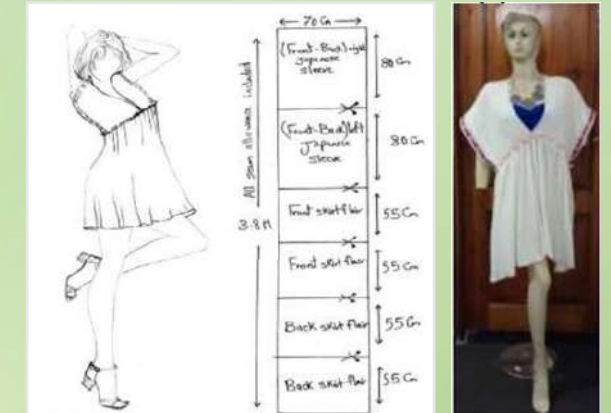 70 Cm
(Front-Back) right
Japanese
sleeve
80 Cm
(Front-Back) left
Japanese
sleeve
80 Cm
All seam allowance included
3.8 M
Front skirt flair
55 Cm
Front skirt flair
55 Cm
Back skirt flair
55 Cm
Back skirt flair
55 Cm